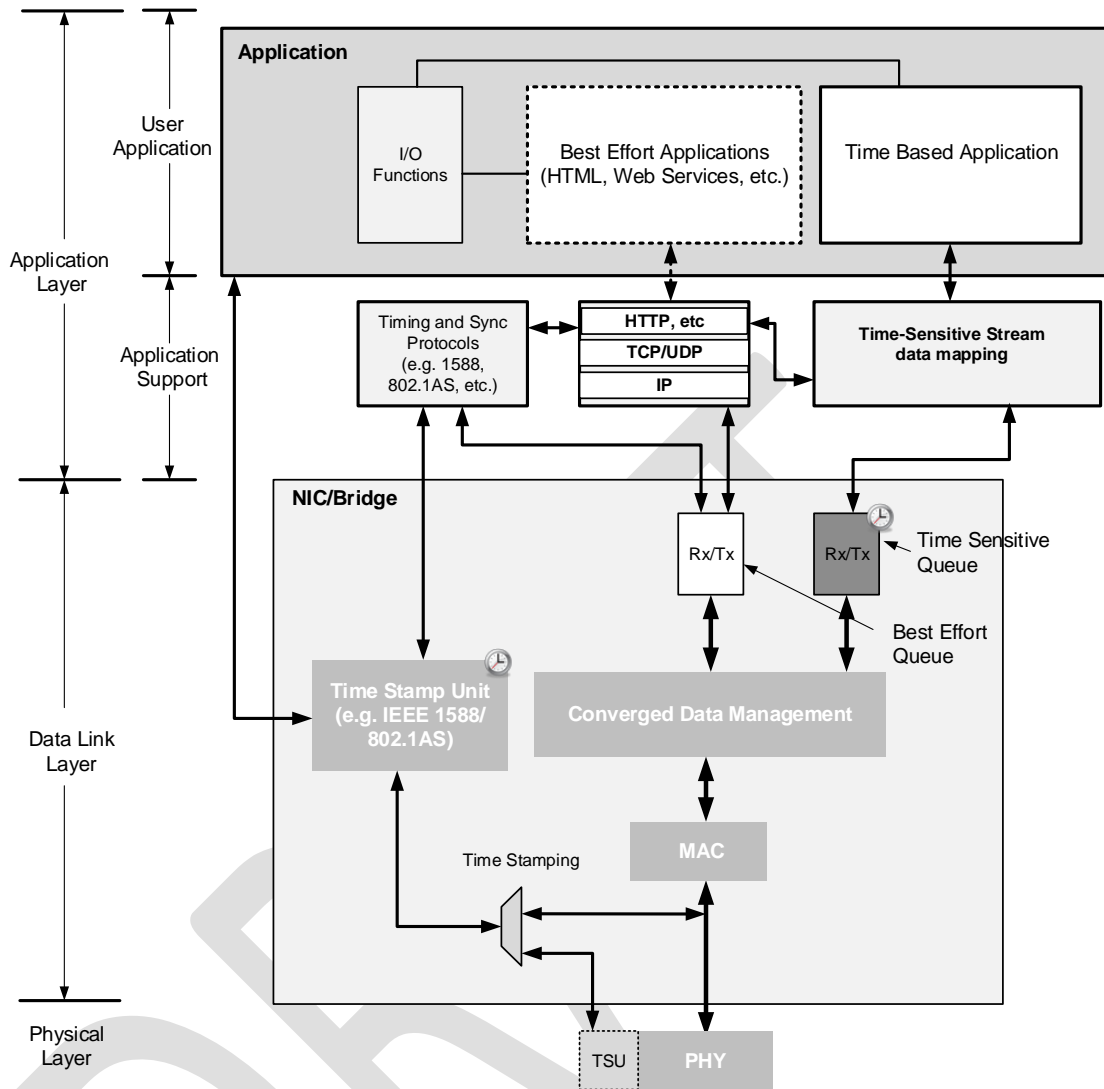 Application
User
Application
I/O
Functions
Best Effort Applications
(HTML, Web Services, etc.)
Time Based Application
Application
Layer
Application
Support
Timing and Sync
Protocols
(e.g. 1588,
802.1AS, etc.)
HTTP, etc
TCP/UDP
IP
Time-Sensitive Stream
data mapping
NIC/Bridge
Rx/Tx
Rx/Tx
Time Sensitive
Queue
Best Effort
Queue
Time Stamp Unit
(e.g. IEEE 1588/
802.1AS)
Converged Data Management
Data Link
Layer
MAC
Time Stamping
Physical
Layer
TSU
PHY